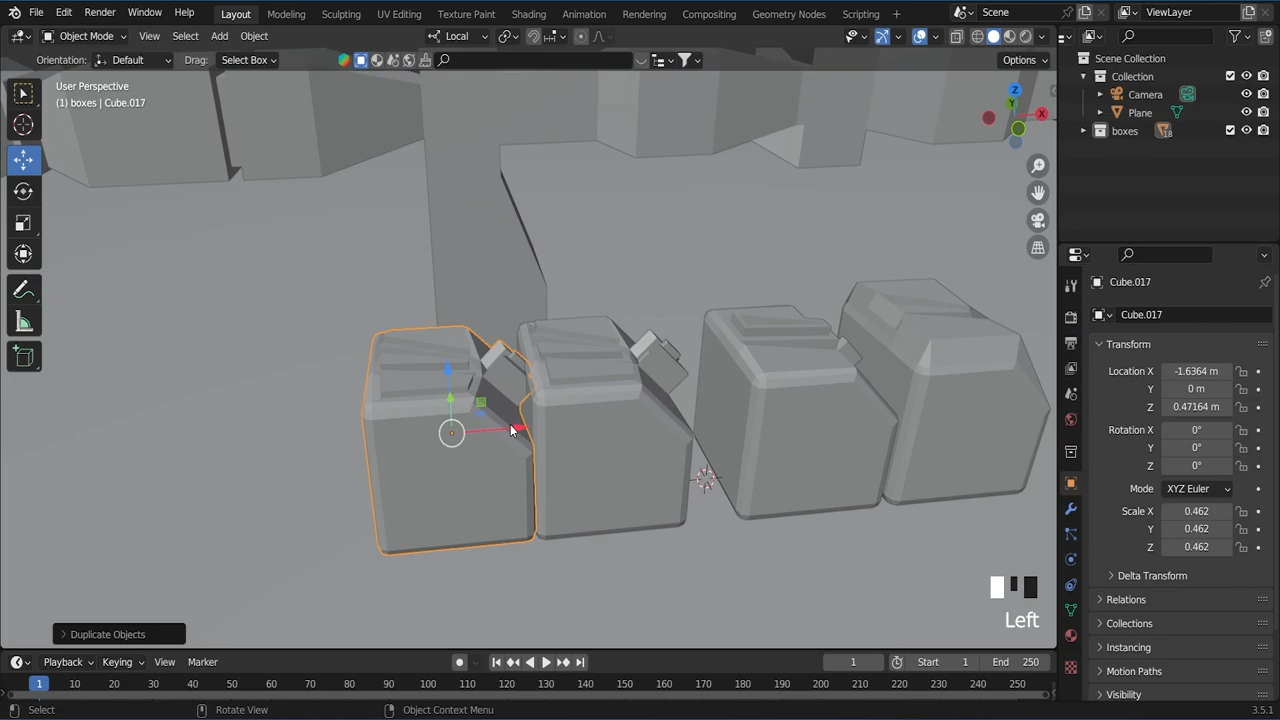 File Edit Render Window Help Layout Modeling Sculpting UV Editing Texture Paint Shading Animation Rendering Compositing Geometry Nodes Scripting + Scene ViewLayer
Object Mode View Select Add Object Local
Orientation: Default Drag: Select Box Options
User Perspective
(1) boxes | Cube.017
Z
Y
X
Scene Collection
Collection
Camera
Plane
boxes 18
Cube.017
Cube.017
Transform
Location X -1.6364 m
Y 0 m
Z 0.47164 m
Rotation X 0°
Y 0°
Z 0°
Mode XYZ Euler
Scale X 0.462
Y 0.462
Z 0.462
Delta Transform
Relations
Collections
Instancing
Motion Paths
Visibility
Left
Duplicate Objects
Playback Keying View Marker 1 Start 1 End 250
1 10 20 30 40 50 60 70 80 90 100 110 120 130 140 150 160 170 180 190 200 210 220 230 240 250
Select Rotate View Object Context Menu 3.5.1